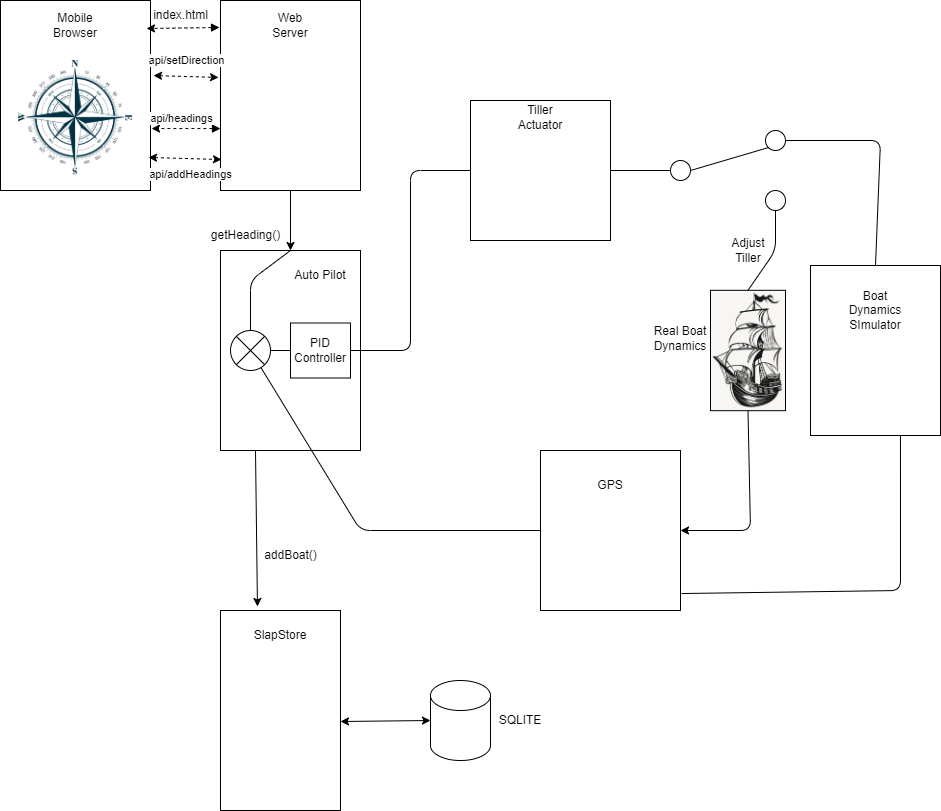 Mobile
Browser
index.html
Web
Server
api/setDirection
N
W
E
S
api/headings
api/addHeadings
Tiller
Actuator
getHeading()
Auto Pilot
Adjust
Tiller
PID
Controller
Real Boat
Dynamics
Boat
Dynamics
SImulator
GPS
addBoat()
SlapStore
SQLITE